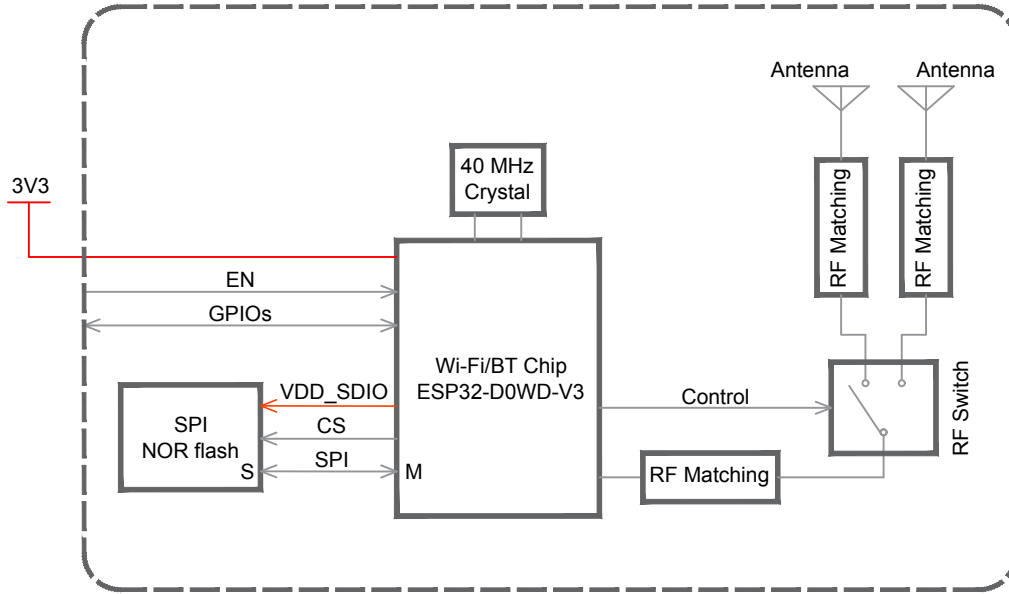 Antenna
Antenna
40 MHz
Crystal
RF Matching
RF Matching
3V3
EN
GPIOs
Wi-Fi/BT Chip
ESP32-D0WD-V3
VDD_SDIO
SPI
NOR flash
CS
SPI
S
M
Control
RF Switch
RF Matching